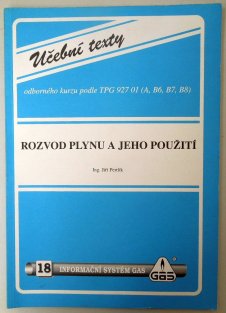 Učební texty
odborného kurzu podle TPG 927 01 (A, B6, B7, B8)
ROZVOD PLYNU A JEHO POUŽITÍ
Ing. Jiří
18 INFORMAČNÍ SYSTÉM GAS
GAS